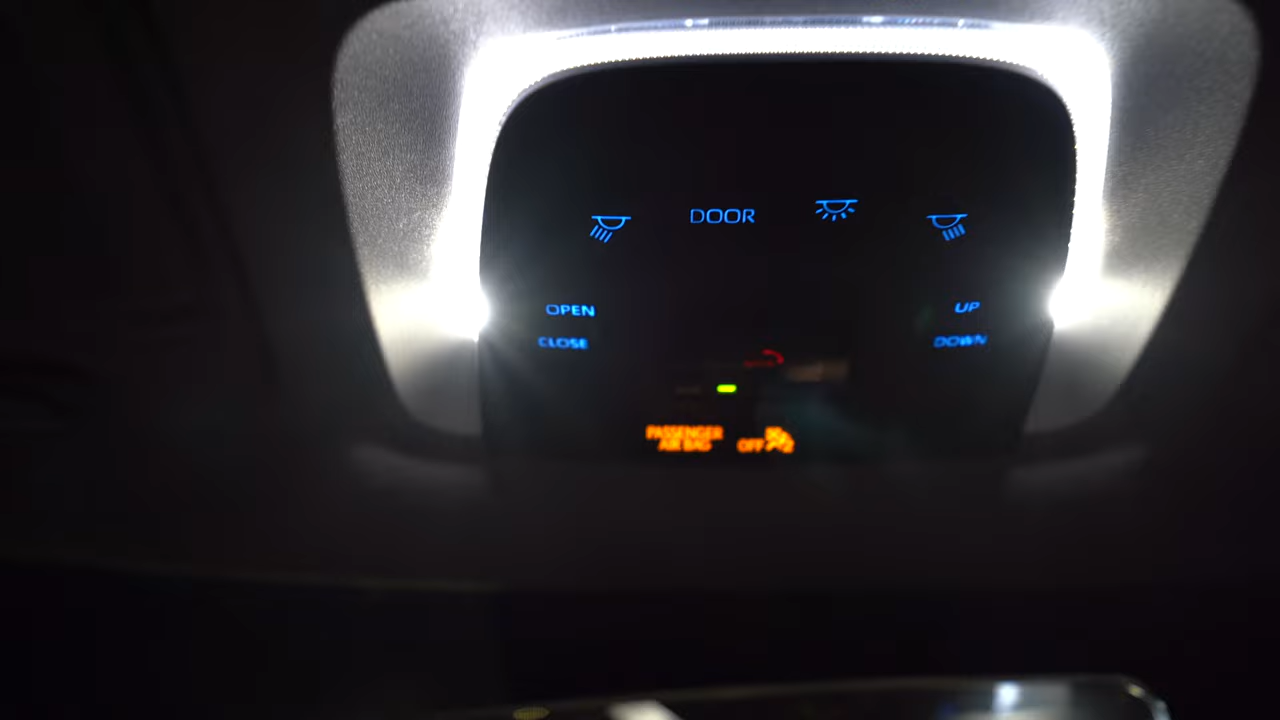 DOOR
OPEN
UP
CLOSE
DOWN
PASSENGER
AIR BAG
OFF